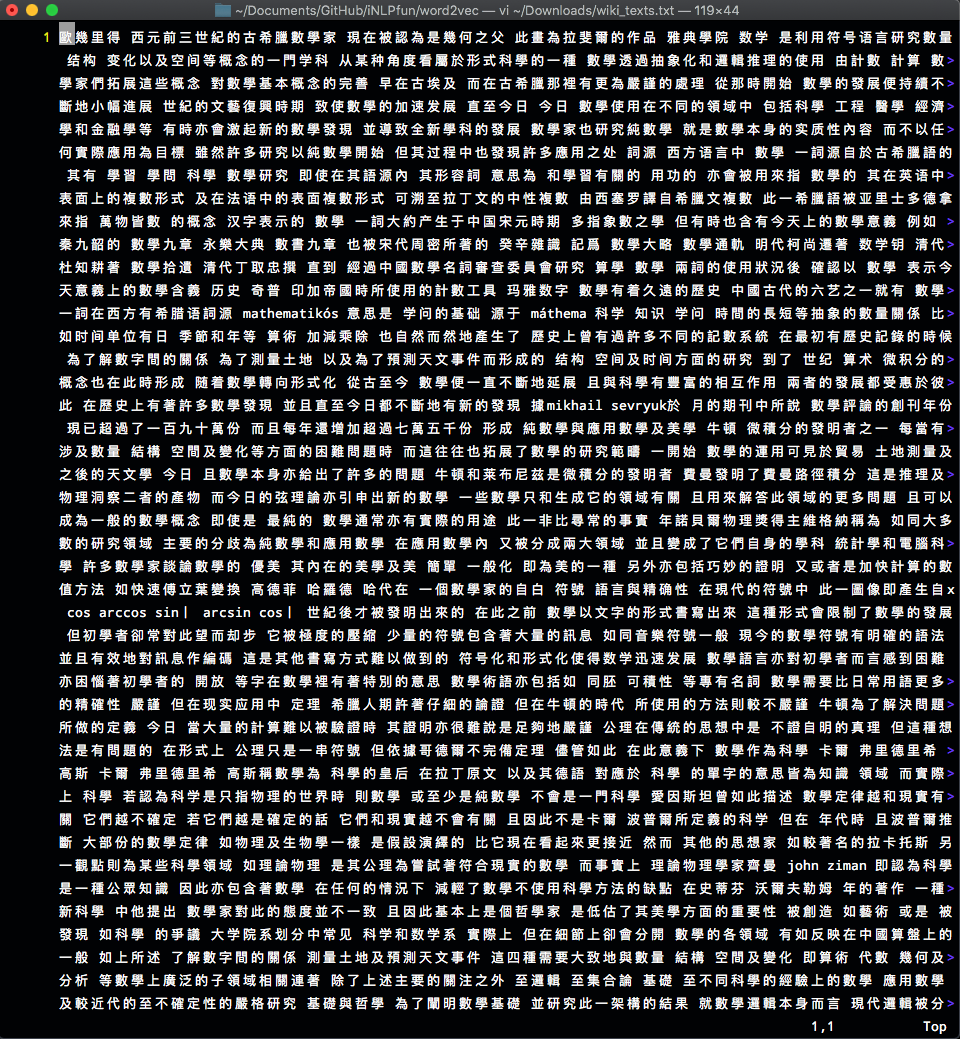 ~/Documents/GitHub/iNLPfun/word2vec — vi ~/Downloads/wiki_texts.txt — 119×44
1 歐幾里得 西元前三世紀的古希臘數學家 現在被認為是幾何之父 此畫為拉斐爾的作品 雅典學院 数学 是利用符号语言研究數量
結构 变化以及空间等概念的一門学科 从某种角度看屬於形式科學的一種 數學透過抽象化和邏輯推理的使用 由計數 計算 數>
學家們拓展這些概念 對數學基本概念的完善 早在古埃及 而在古希臘那裡有更為嚴謹的處理 從那時開始 數學的發展便持續不>
斷地小幅進展 世紀的文藝復興時期 致使數學的加速发展 直至今日 今日 數學使用在不同的領域中 包括科學 工程 醫學 經濟>
學和金融學等 有時亦會激起新的數學發現 並導致全新學科的發展 數學家也研究純數學 就是數學本身的实质性內容 而不以任>
何實際應用為目標 雖然許多研究以純數學開始 但其过程中也發現許多應用之处 詞源 西方语言中 數學 一詞源自於古希臘語的
其有 學習 學問 科學 數學研究 即使在其語源內 其形容詞 意思為 和學習有關的 用功的 亦會被用來指 數學的 其在英语中>
表面上的複數形式 及在法语中的表面複數形式 可溯至拉丁文的中性複數 由西塞罗譯自希臘文複數 此一希臘語被亚里士多德拿
來指 萬物皆數 的概念 汉字表示的 數學 一詞大約产生于中国宋元時期 多指象數之學 但有時也含有今天上的數學意義 例如 >
秦九韶的 數學九章 永樂大典 數書九章 也被宋代周密所著的 癸辛雜識 記爲 數學大略 數學通軌 明代柯尚遷著 数学钥 清代>
杜知耕著 數學拾遺 清代丁取忠撰 直到 經過中國數學名詞審查委員會研究 算學 數學 兩詞的使用狀況後 確認以 數學 表示今
天意義上的數學含義 历史 奇普 印加帝國時所使用的計數工具 玛雅数字 數學有着久遠的歷史 中國古代的六艺之一就有 數學>
一詞在西方有希腊语詞源 mathematikós 意思是 学问的基础 源于 máthema 科学 知识 学问 時間的長短等抽象的數量關係 比
如时间单位有日 季節和年等 算術 加減乘除 也自然而然地產生了 歷史上曾有過許多不同的記數系統 在最初有歷史記錄的時候
為了解數字間的關係 為了測量土地 以及為了預測天文事件而形成的 结构 空间及时间方面的研究 到了 世纪 算术 微积分的>
概念也在此時形成 随着數學轉向形式化 從古至今 數學便一直不斷地延展 且與科學有豐富的相互作用 兩者的發展都受惠於彼>
此 在歷史上有著許多數學發現 並且直至今日都不斷地有新的發現 據mikhail sevryuk於 月的期刊中所說 數學評論的創刊年份
現已超過了一百九十萬份 而且每年還增加超過七萬五千份 形成 純數學與應用數學及美學 牛頓 微積分的發明者之一 每當有>
涉及數量 結構 空間及變化等方面的困難問題時 而這往往也拓展了數學的研究範疇 一開始 數學的運用可見於貿易 土地測量及
之後的天文學 今日 且數學本身亦給出了許多的問題 牛頓和莱布尼兹是微積分的發明者 費曼發明了費曼路徑積分 這是推理及>
物理洞察二者的產物 而今日的弦理論亦引申出新的數學 一些數學只和生成它的領域有關 且用來解答此領域的更多問題 且可以
成為一般的數學概念 即使是 最純的 數學通常亦有實際的用途 此一非比尋常的事實 年諾貝爾物理獎得主維格納稱為 如同大多
數的研究領域 主要的分歧為純數學和應用數學 在應用數學內 又被分成兩大領域 並且變成了它們自身的學科 統計學和電腦科>
學 許多數學家談論數學的 優美 其內在的美學及美 簡單 一般化 即為美的一種 另外亦包括巧妙的證明 又或者是加快計算的數
值方法 如快速傅立葉變換 高德菲 哈羅德 哈代在 一個數學家的自白 符號 語言與精確性 在現代的符號中 此一圖像即產生自x
cos arccos sin| arcsin cos| 世紀後才被發明出來的 在此之前 數學以文字的形式書寫出來 這種形式會限制了數學的發展
但初學者卻常對此望而却步 它被極度的壓縮 少量的符號包含著大量的訊息 如同音樂符號一般 現今的數學符號有明確的語法
並且有效地對訊息作編碼 這是其他書寫方式難以做到的 符号化和形式化使得数学迅速发展 數學語言亦對初學者而言感到困難
亦困惱著初學者的 開放 等字在數學裡有著特別的意思 數學術語亦包括如 同胚 可積性 等專有名詞 數學需要比日常用語更多>
的精確性 嚴謹 但在现实应用中 定理 希臘人期許著仔細的論證 但在牛頓的時代 所使用的方法則較不嚴謹 牛頓為了解決問題
所做的定義 今日 當大量的計算難以被驗證時 其證明亦很難說是足夠地嚴謹 公理在傳統的思想中是 不證自明的真理 但這種想
法是有問題的 在形式上 公理只是一串符號 但依據哥德爾不完備定理 儘管如此 在此意義下 數學作為科學 卡爾 弗里德里希 >
高斯 卡爾 弗里德里希 高斯稱數學為 科學的皇后 在拉丁原文 以及其德語 對應於 科學 的單字的意思皆為知識 領域 而實際>
上 科學 若認為科学是只指物理的世界時 則數學 或至少是純數學 不會是一門科學 愛因斯坦曾如此描述 數學定律越和現實有>
關 它們越不確定 若它們越是確定的話 它們和現實越不會有關 且因此不是卡爾 波普爾所定義的科学 但在 年代時 且波普爾推
斷 大部份的數學定律 如物理及生物學一樣 是假設演繹的 比它現在看起來更接近 然而 其他的思想家 如較著名的拉卡托斯 另
一觀點則為某些科學領域 如理論物理 是其公理為嘗試著符合現實的數學 而事實上 理論物理學家齊曼 john ziman 即認為科學
是一種公眾知識 因此亦包含著數學 在任何的情況下 減輕了數學不使用科學方法的缺點 在史蒂芬 沃爾夫勒姆 年的著作 一種>
新科學 中他提出 數學家對此的態度並不一致 且因此基本上是個哲學家 是低估了其美學方面的重要性 被創造 如藝術 或是 被
發現 如科學 的爭議 大学院系划分中常见 科学和数学系 實際上 但在細節上卻會分開 數學的各領域 有如反映在中國算盤上的
一般 如上所述 了解數字間的關係 測量土地及預測天文事件 這四種需要大致地與數量 結構 空間及變化 即算術 代數 幾何及>
分析 等數學上廣泛的子領域相關連著 除了上述主要的關注之外 至邏輯 至集合論 基礎 至不同科學的經驗上的數學 應用數學
及較近代的至不確定性的嚴格研究 基礎與哲學 為了闡明數學基礎 並研究此一架構的結果 就數學邏輯本身而言 現代邏輯被分>
1,1 Top